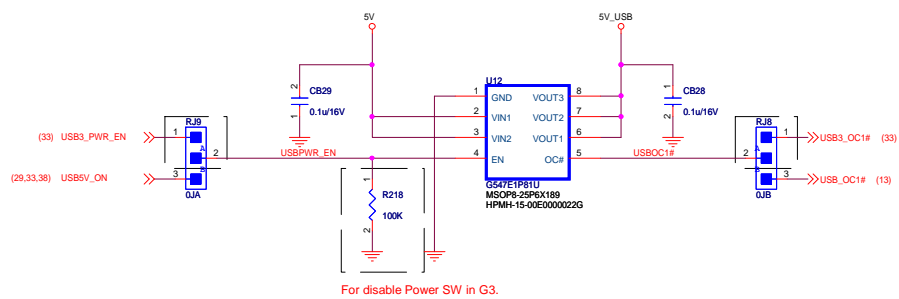 5V
5V_USB
2
CB29
1
0.1u/16V
U12
1 GND VOUT3 8
2 VIN1 VOUT2 7
3 VIN2 VOUT1 6
4 EN OC# 5
G547E1P81U
MSOP8-25P6X189
HPMH-15-00E0000022G
1
CB28
2
0.1u/16V
RJ9
(33) USB3_PWR_EN 1
A
2 USBPWR_EN
B
(29,33,38) USB5V_ON 3
0JA
1
R218
100K
2
RJ8
1 USB3_OC1# (33)
A
USBOC1# 2
B
3 USB_OC1# (13)
0JB
For disable Power SW in G3.